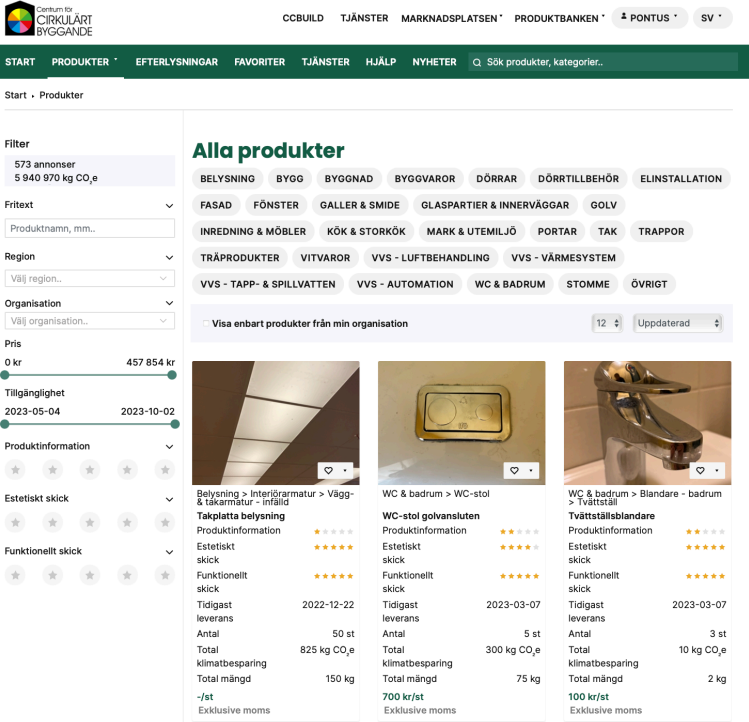 Centrum för
CIRKULÄRT
BYGGANDE
CCBUILD TJÄNSTER MARKNADSPLATSEN PRODUKTBANKEN PONTUS SV
START PRODUKTER EFTERLYSNINGAR FAVORITER TJÄNSTER HJÄLP NYHETER Sök produkter, kategorier..
Start Produkter
Filter
573 annonser
5 940 970 kg CO₂e
Fritext
Produktnamn, mm..
Region
Välj region..
Organisation
Välj organisation..
Pris
0 kr 457 854 kr
Tillgänglighet
2023-05-04 2023-10-02
Produktinformation
Estetiskt skick
Funktionellt skick
Alla produkter
BELYSNING BYGG BYGGNAD BYGGVAROR DÖRRAR DÖRRTILLBEHÖR ELINSTALLATION
FASAD FÖNSTER GALLER & SMIDE GLASPARTIER & INNERVÄGGAR GOLV
INREDNING & MÖBLER KÖK & STORKÖK MARK & UTEMILJÖ PORTAR TAK TRAPPOR
TRÄPRODUKTER VITVAROR VVS - LUFTBEHANDLING VVS - VÄRMESYSTEM
VVS - TAPP- & SPILLVATTEN VVS - AUTOMATION WC & BADRUM STOMME ÖVRIGT
Visa enbart produkter från min organisation 12 Uppdaterad
Belysning > Interiörarmatur > Vägg-
& takarmatur - infälld
Takplatta belysning
Produktinformation
Estetiskt
skick
Funktionellt
skick
Tidigast 2022-12-22
leverans
Antal 50 st
Total 825 kg CO₂e
klimatbesparing
Total mängd 150 kg
-/st
Exklusive moms
WC & badrum > WC-stol
WC-stol golvansluten
Produktinformation
Estetiskt
skick
Funktionellt
skick
Tidigast 2023-03-07
leverans
Antal 5 st
Total 300 kg CO₂e
klimatbesparing
Total mängd 75 kg
700 kr/st
Exklusive moms
WC & badrum > Blandare - badrum
> Tvättställ
Tvättställsblandare
Produktinformation
Estetiskt
skick
Funktionellt
skick
Tidigast 2023-03-07
leverans
Antal 3 st
Total 10 kg CO₂e
klimatbesparing
Total mängd 2 kg
100 kr/st
Exklusive moms